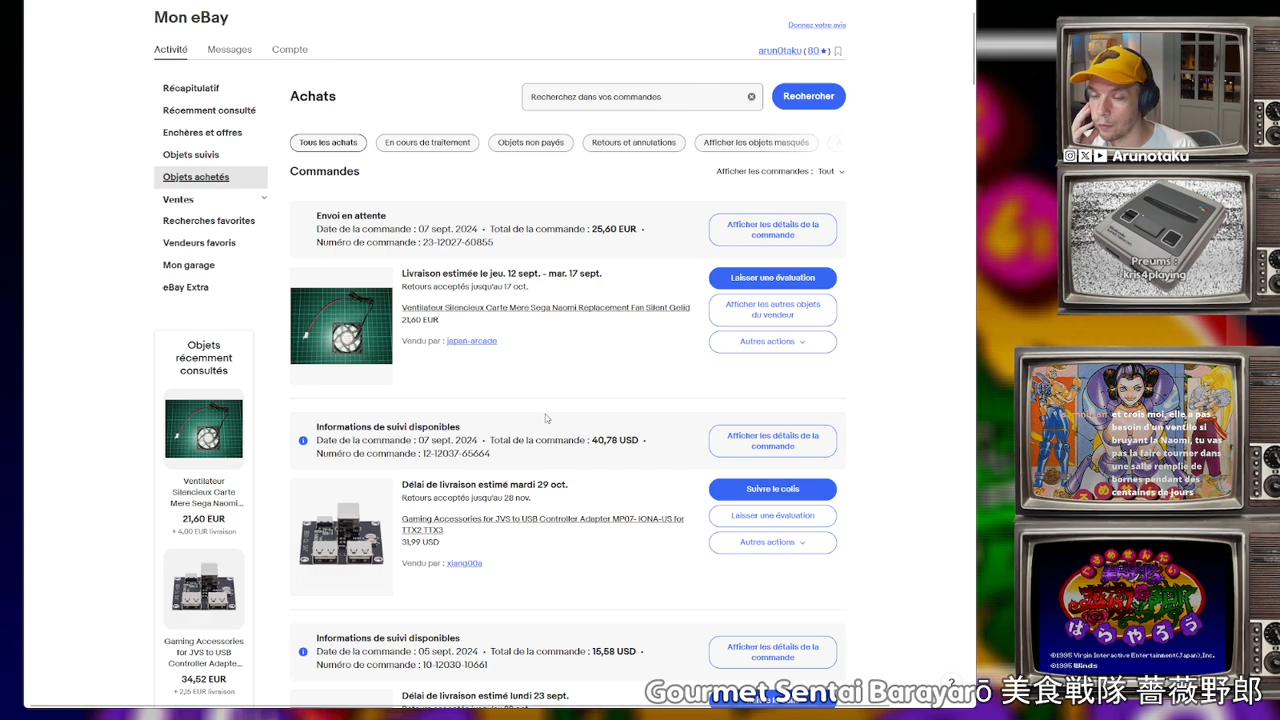 Mon eBay
Donnez votre avis
Activité
Messages
Compte
arun0taku (80★)
Récapitulatif
Récemment consulté
Enchères et offres
Objets suivis
Objets achetés
Ventes
Recherches favorites
Vendeurs favoris
Mon garage
eBay Extra
Objets
récemment
consultés
Ventilateur
Silencieux Carte
Mere Sega Naomi...
21,60 EUR
+ 4,00 EUR livraison
Gaming Accessories
for JVS to USB
Controller Adapte...
34,52 EUR
+ 2,15 EUR livraison
Achats
Recherchez dans vos commandes
Rechercher
Tous les achats
En cours de traitement
Objets non payés
Retours et annulations
Afficher les objets masqués
Commandes
Afficher les commandes : Tout
Envoi en attente
Date de la commande : 07 sept. 2024 • Total de la commande : 25,60 EUR •
Numéro de commande : 23-12027-60855
Afficher les détails de la
commande
Livraison estimée le jeu. 12 sept. - mar. 17 sept.
Retours acceptés jusqu'au 17 oct.
Ventilateur Silencieux Carte Mere Sega Naomi Replacement Fan Silent Gelid
21,60 EUR
Vendu par : japan-arcade
Laisser une évaluation
Afficher les autres objets
du vendeur
Autres actions
Informations de suivi disponibles
Date de la commande : 07 sept. 2024 • Total de la commande : 40,78 USD •
Numéro de commande : 12-12037-65664
Afficher les détails de la
commande
Délai de livraison estimé mardi 29 oct.
Retours acceptés jusqu'au 28 nov.
Gaming Accessories for JVS to USB Controller Adapter MP07- IONA-US for
TTX2 TTX3
31,99 USD
Vendu par : xiang00a
Suivre le colis
Laisser une évaluation
Autres actions
Informations de suivi disponibles
Date de la commande : 05 sept. 2024 • Total de la commande : 15,58 USD •
Numéro de commande : 10-12030-10661
Afficher les détails de la
commande
Délai de livraison estimé lundi 23 sept.
Arunotaku
Preums :
kris4playing
et crois moi, elle a pas
besoin d'un ventilo si
bruyant la Naomi, tu vas
pas la faire tourner dans
une salle remplie de
bornes pendant des
centaines de jours
ばらやろう
©1995 Virgin Interactive Entertainment(Japan),Inc.
©1995 Winds
Gourmet Sentai Barayarō 美食戦隊 薔薇野郎